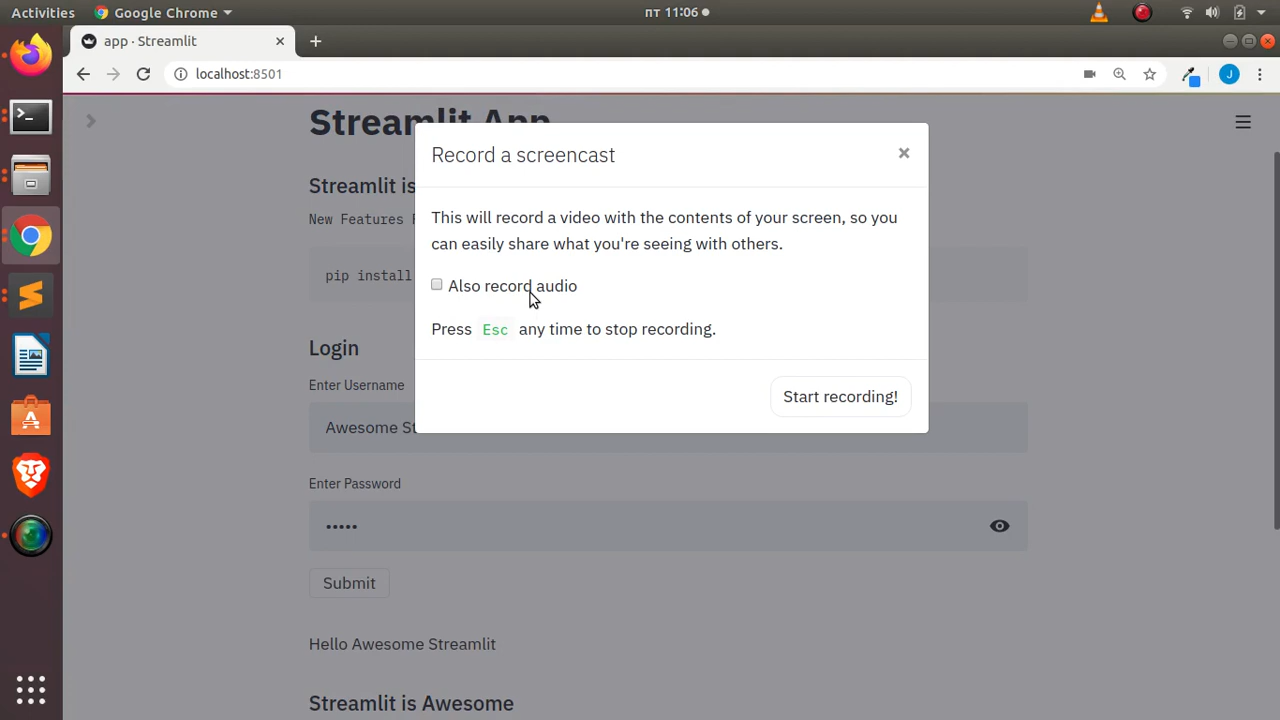 Activities
Google Chrome
пт 11:06
app · Streamlit
localhost:8501
J
Streamlit App
Record a screencast
Streamlit is
This will record a video with the contents of your screen, so you
New Features
can easily share what you're seeing with others.
pip install
Also record audio
Press Esc any time to stop recording.
Login
Enter Username
Start recording!
Awesome St
Enter Password
•••••
Submit
Hello Awesome Streamlit
Streamlit is Awesome